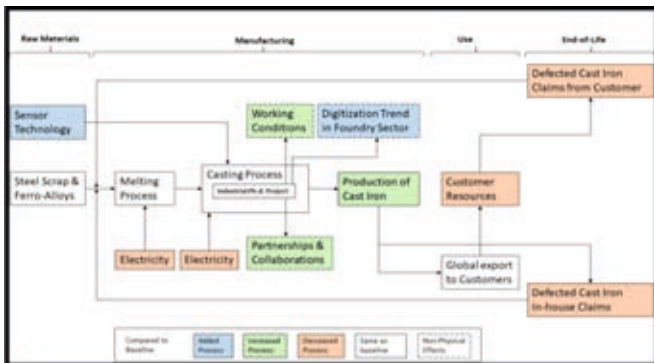 Raw Materials
Manufacturing
Use
End-of-Life
Defected Cast Iron
Claims from Customer
Sensor
Technology
Working
Conditions
Digitization Trend
in Foundry Sector
Steel Scrap &
Ferro-Alloys
Melting
Process
Casting Process
Project
Production of
Cast Iron
Customer
Resources
Electricity
Electricity
Partnerships &
Collaborations
Global export
to Customers
Defected Cast Iron
In-house Claims
Compared to
Baseline
Added
Process
Increased
Process
Decreased
Process
Same as
baseline
Non-Physical
Effects